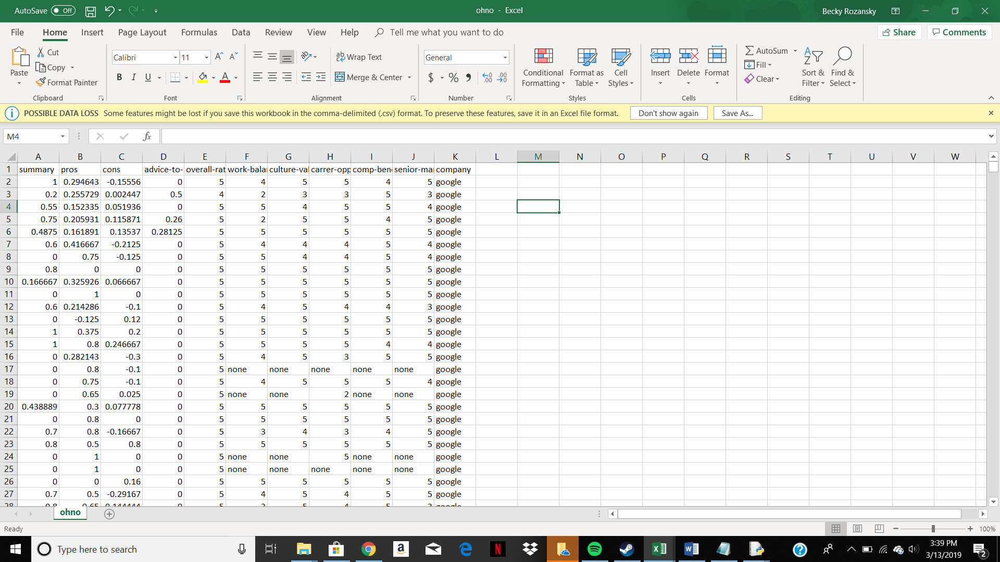 AutoSave Off
ohno - Excel
Becky Rozansky
File Home Insert Page Layout Formulas Data Review View Help Tell me what you want to do
Share Comments
Paste Cut Copy Format Painter
Calibri 11
B I U A
ab Wrap Text
Merge & Center
General
$ % 9
Conditional Formatting Format as Table Cell Styles
Insert Delete Format
AutoSum Fill Clear
Sort & Filter Find & Select
Clipboard Font Alignment Number Styles Cells Editing
POSSIBLE DATA LOSS Some features might be lost if you save this workbook in the comma-delimited (.csv) format. To preserve these features, save it in an Excel file format. Don't show again Save As...
M4 fx
A B C D E F G H I J K L M N O P Q R S T U V W
1 summary pros cons advice-to- overall-rat work-bala culture-val carrer-opp comp-bene senior-mar company
2 1 0.294643 -0.15556 0 5 4 5 5 4 5 google
3 0.2 0.255729 0.002447 0.5 4 2 3 3 5 3 google
4 0.55 0.152335 0.051936 0 5 5 4 5 5 4 google
5 0.75 0.205931 0.115871 0.26 5 2 5 5 4 5 google
6 0.4875 0.161891 0.13537 0.28125 5 5 5 5 5 5 google
7 0.6 0.416667 -0.2125 0 5 4 4 4 5 4 google
8 0 0.75 -0.125 0 5 5 4 4 5 4 google
9 0.8 0 0 0 5 5 5 5 5 5 google
10 0.166667 0.325926 0.066667 0 5 5 5 5 5 5 google
11 0 1 0 0 5 5 5 5 5 5 google
12 0.6 0.214286 -0.1 0 5 4 5 4 4 3 google
13 0 -0.125 0.12 0 5 5 5 5 5 5 google
14 1 0.375 0.2 0 5 5 5 5 5 5 google
15 1 0.8 0.246667 0 5 5 5 5 4 4 google
16 0 0.282143 -0.3 0 5 4 5 3 5 5 google
17 0 0.8 -0.1 0 5 none none none none none google
18 0 0.75 -0.1 0 5 4 5 5 5 4 google
19 0 0.65 0.025 0 5 none none 2 none none google
20 0.438889 0.3 0.077778 0 5 5 5 5 5 5 google
21 0 0.8 0 0 5 5 5 5 5 5 google
22 0.7 0.8 -0.16667 0 5 3 4 3 4 5 google
23 0.8 0.5 0.8 0 5 5 5 5 5 5 google
24 0 1 0 0 5 none none 5 none none google
25 0 1 0 0 5 none none none none none google
26 0 0 0.16 0 5 5 5 5 5 5 google
27 0.7 0.5 -0.29167 0 5 4 5 4 5 5 google
ohno
Ready
100%
Type here to search
3:39 PM
3/13/2019
2